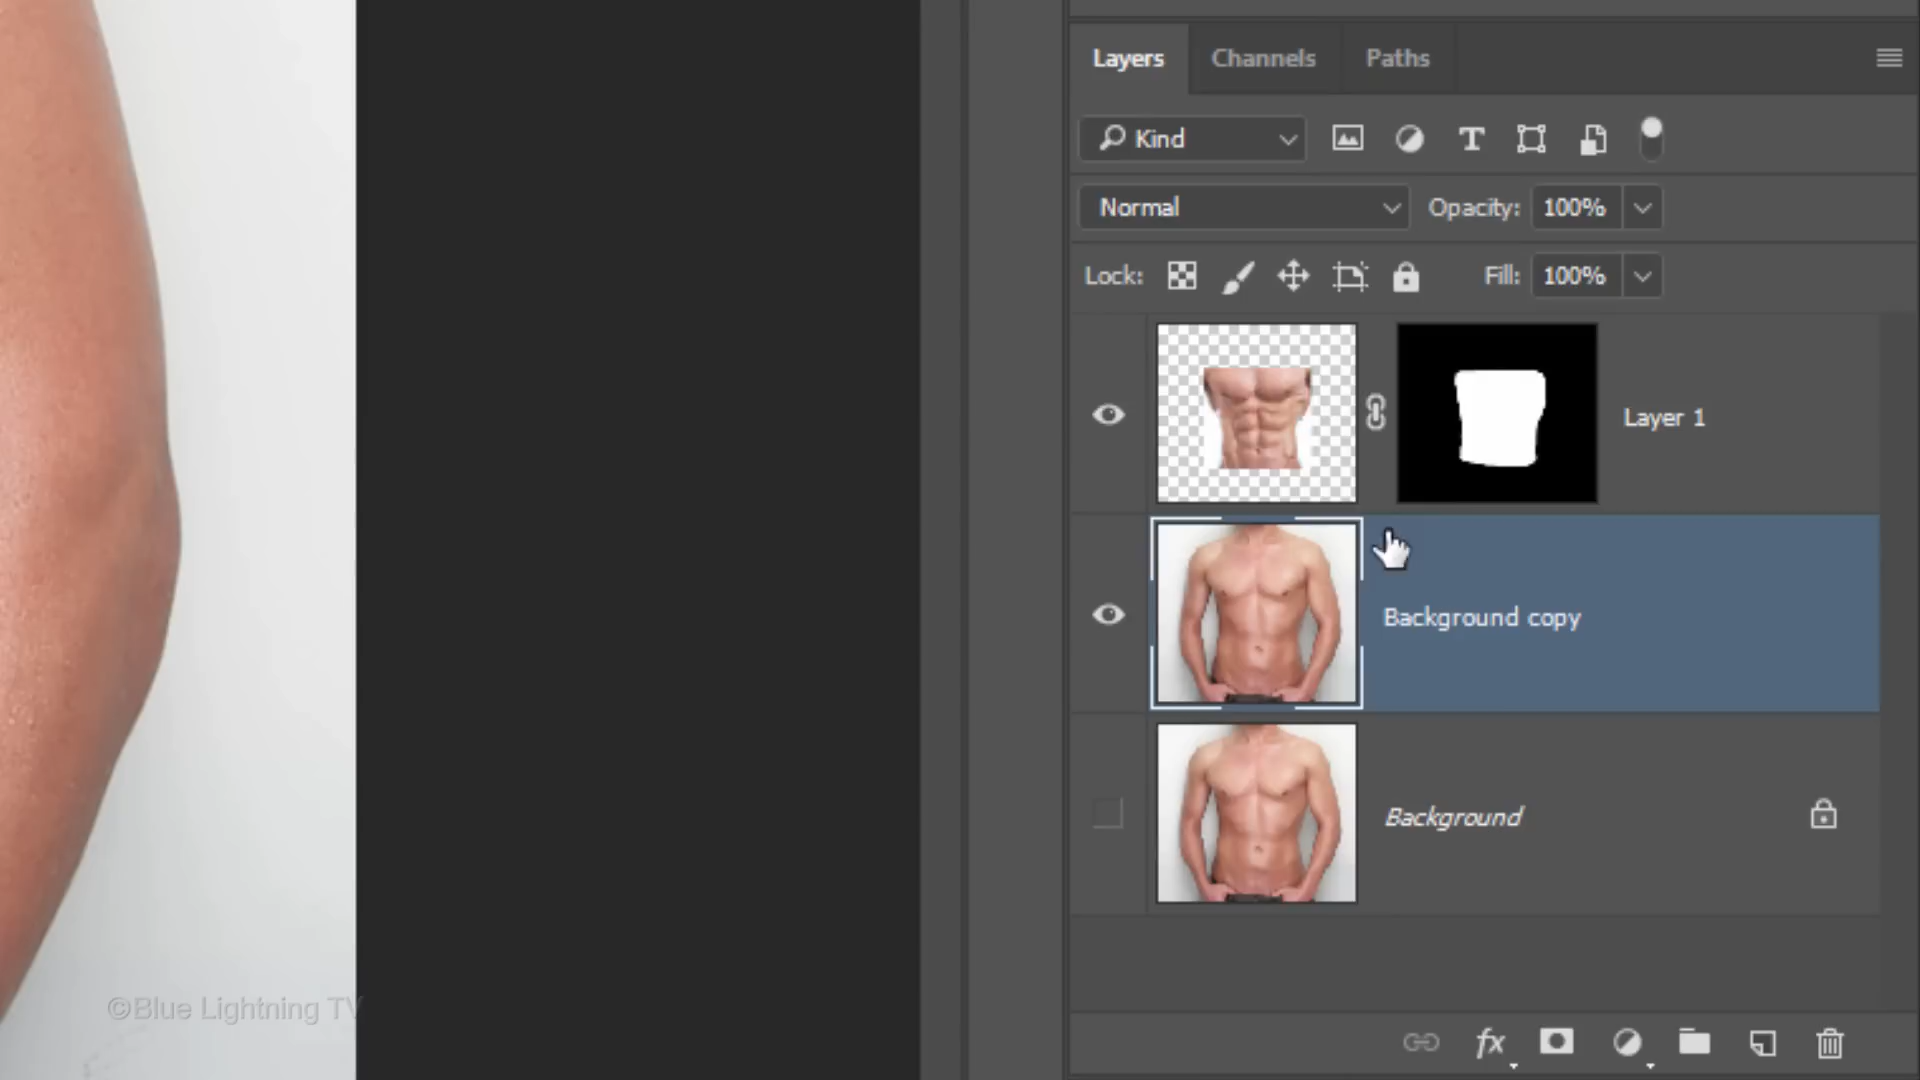 Layers Channels Paths
Kind
Normal Opacity: 100%
Lock: Fill: 100%
Layer 1
Background copy
Background
©Blue Lightning TV
fx